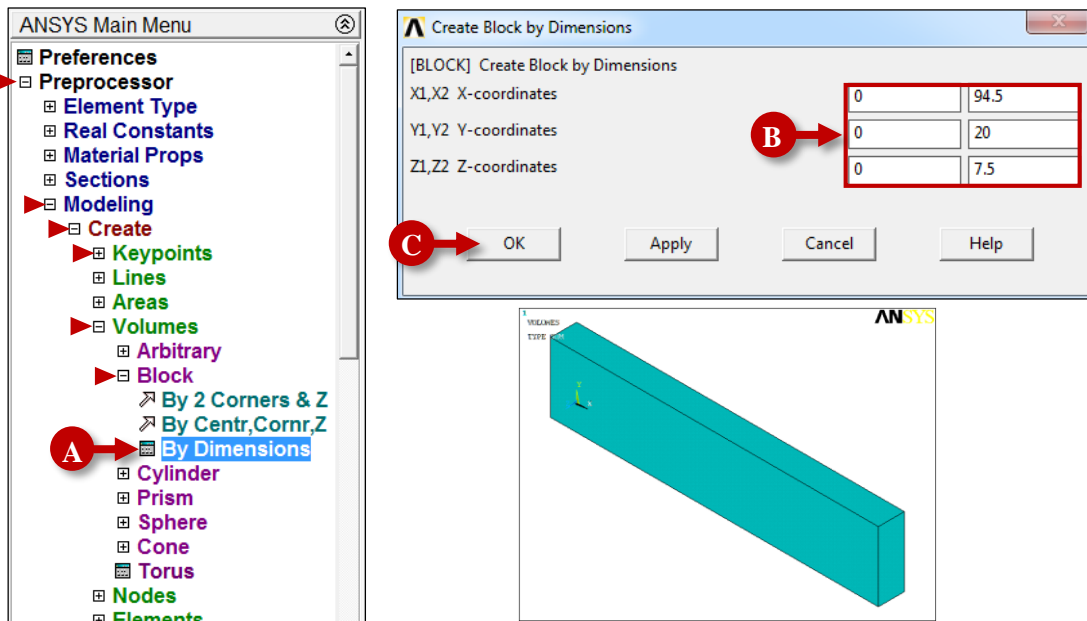 ANSYS Main Menu
Preferences
Preprocessor
Element Type
Real Constants
Material Props
Sections
Modeling
Create
Keypoints
Lines
Areas
Volumes
Arbitrary
Block
By 2 Corners & Z
By Centr,Cornr,Z
A By Dimensions
Cylinder
Prism
Sphere
Cone
Torus
Nodes
Elements
Create Block by Dimensions
[BLOCK] Create Block by Dimensions
X1,X2 X-coordinates 0 94.5
Y1,Y2 Y-coordinates B 0 20
Z1,Z2 Z-coordinates 0 7.5
C OK Apply Cancel Help
1
VOLUMES
TYPE
ANSYS
Y